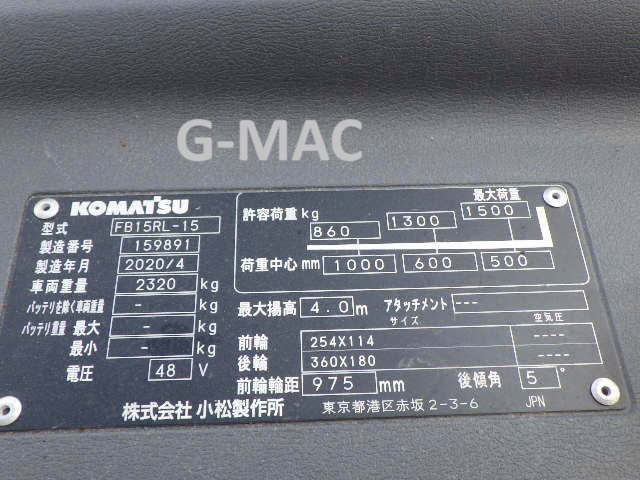 G-MAC
KOMATSU
型式 FB15RL-15
製造番号 159891
製造年月 2020/4
車両重量 2320 kg
バッテリを除く車両重量 - kg
バッテリ重量 最大 - kg
最小 - kg
電圧 48 V
最大荷重
許容荷重 kg 860 1300 1500
荷重中心 mm 1000 600 500
最大揚高 4.0 m アタッチメント ---
サイズ 空気圧
前輪 254X114 ----
後輪 360X180 ----
前輪輪距 975 mm 後傾角 5 °
株式会社 小松製作所 東京都港区赤坂 2-3-6 JPN